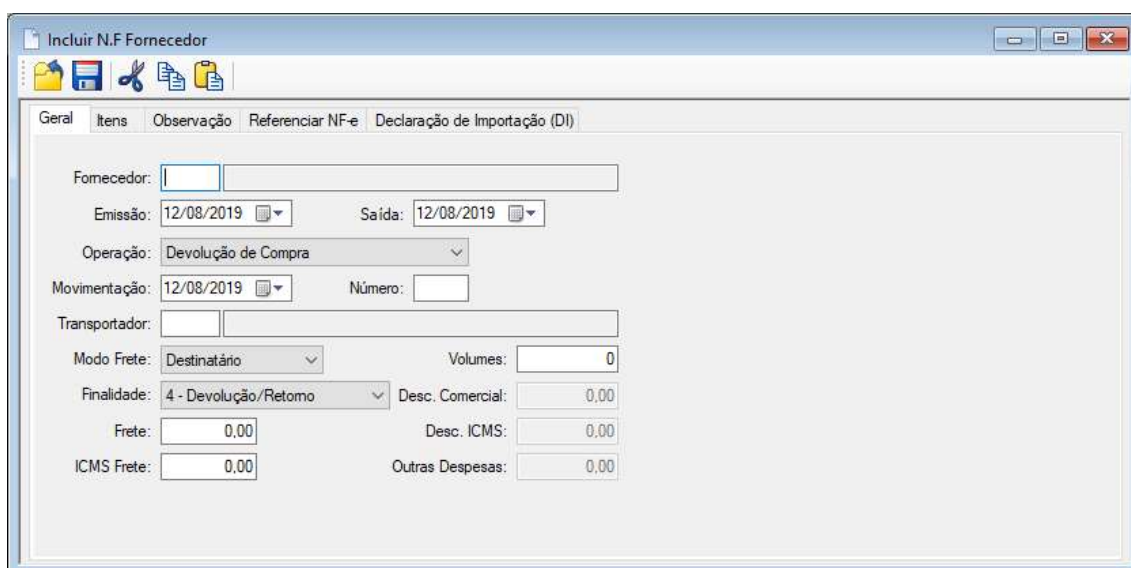 Incluir N.F Fornecedor
Geral Itens Observação Referenciar NF-e Declaração de Importação (DI)
Fornecedor:
Emissão: 12/08/2019 Saída: 12/08/2019
Operação: Devolução de Compra
Movimentação: 12/08/2019 Número:
Transportador:
Modo Frete: Destinatário Volumes: 0
Finalidade: 4 - Devolução/Retorno Desc. Comercial: 0,00
Frete: 0,00 Desc. ICMS: 0,00
ICMS Frete: 0,00 Outras Despesas: 0,00